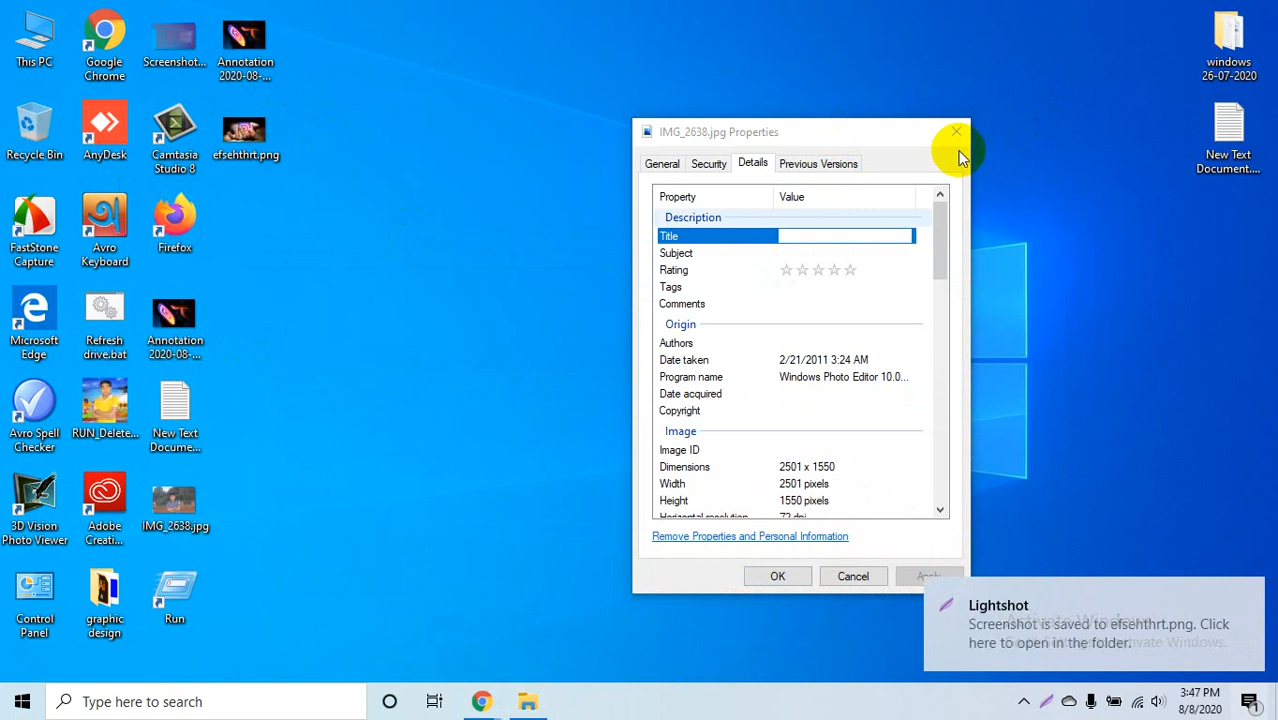 This PC
Google
Chrome
Screenshot...
Annotation
2020-08-...
Recycle Bin
AnyDesk
Camtasia
Studio 8
efsehthrt.png
FastStone
Capture
Avro
Keyboard
Firefox
Microsoft
Edge
Refresh
drive.bat
Annotation
2020-08-...
Avro Spell
Checker
RUN_Delete...
New Text
Docume...
3D Vision
Photo Viewer
Adobe
Creati...
IMG_2638.jpg
Control
Panel
graphic
design
Run
windows
26-07-2020
New Text
Document....
IMG_2638.jpg Properties
General Security Details Previous Versions
Property Value
Description
Title
Subject
Rating
Tags
Comments
Origin
Authors
Date taken 2/21/2011 3:24 AM
Program name Windows Photo Editor 10.0...
Date acquired
Copyright
Image
Image ID
Dimensions 2501 x 1550
Width 2501 pixels
Height 1550 pixels
Horizontal resolution 72 dpi
Remove Properties and Personal Information
OK Cancel Apply
Lightshot
Screenshot is saved to efsehthrt.png. Click
here to open in the folder.
Activate Windows
Go to Settings to activate Windows.
Type here to search
3:47 PM
8/8/2020
1